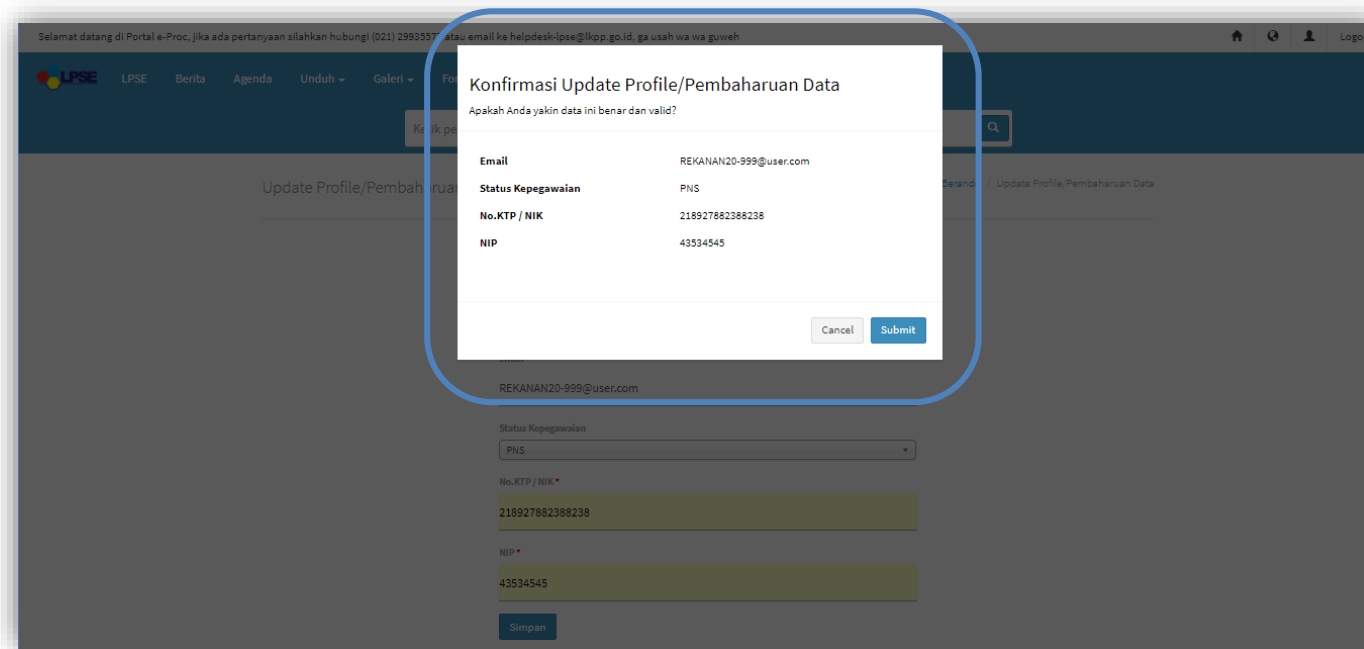 Selamat datang di Portal e-Proc, jika ada pertanyaan silahkan hubungi (021) 2993557 atau email ke helpdesk-lpse@lkpp.go.id, ga usah wa wa guweh
Logo
LPSE LPSE Berita Agenda Unduh Galeri Fo
Ketik pe
Konfirmasi Update Profile/Pembaharuan Data
Apakah Anda yakin data ini benar dan valid?
Email REKANAN20-999@user.com
Status Kepegawaian PNS
No.KTP / NIK 218927882388238
NIP 43534545
Cancel Submit
Update Profile/Pembaharuan
Beranda / Update Profile/Pembaharuan Data
REKANAN20-999@user.com
Status Kepegawaian
PNS
No.KTP / NIK *
218927882388238
NIP *
43534545
Simpan